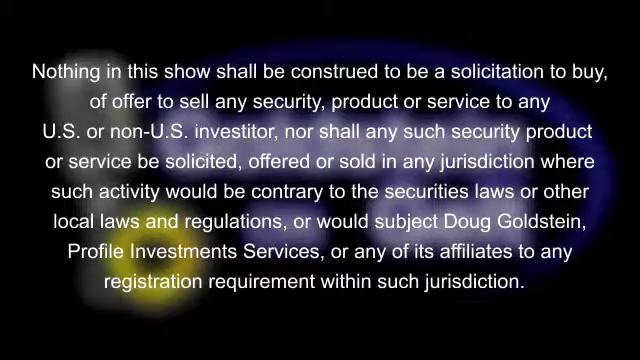 Nothing in this show shall be construed to be a solicitation to buy,
of offer to sell any security, product or service to any
U.S. or non-U.S. investitor, nor shall any such security product
or service be solicited, offered or sold in any jurisdiction where
such activity would be contrary to the securities laws or other
local laws and regulations, or would subject Doug Goldstein,
Profile Investments Services, or any of its affiliates to any
registration requirement within such jurisdiction.